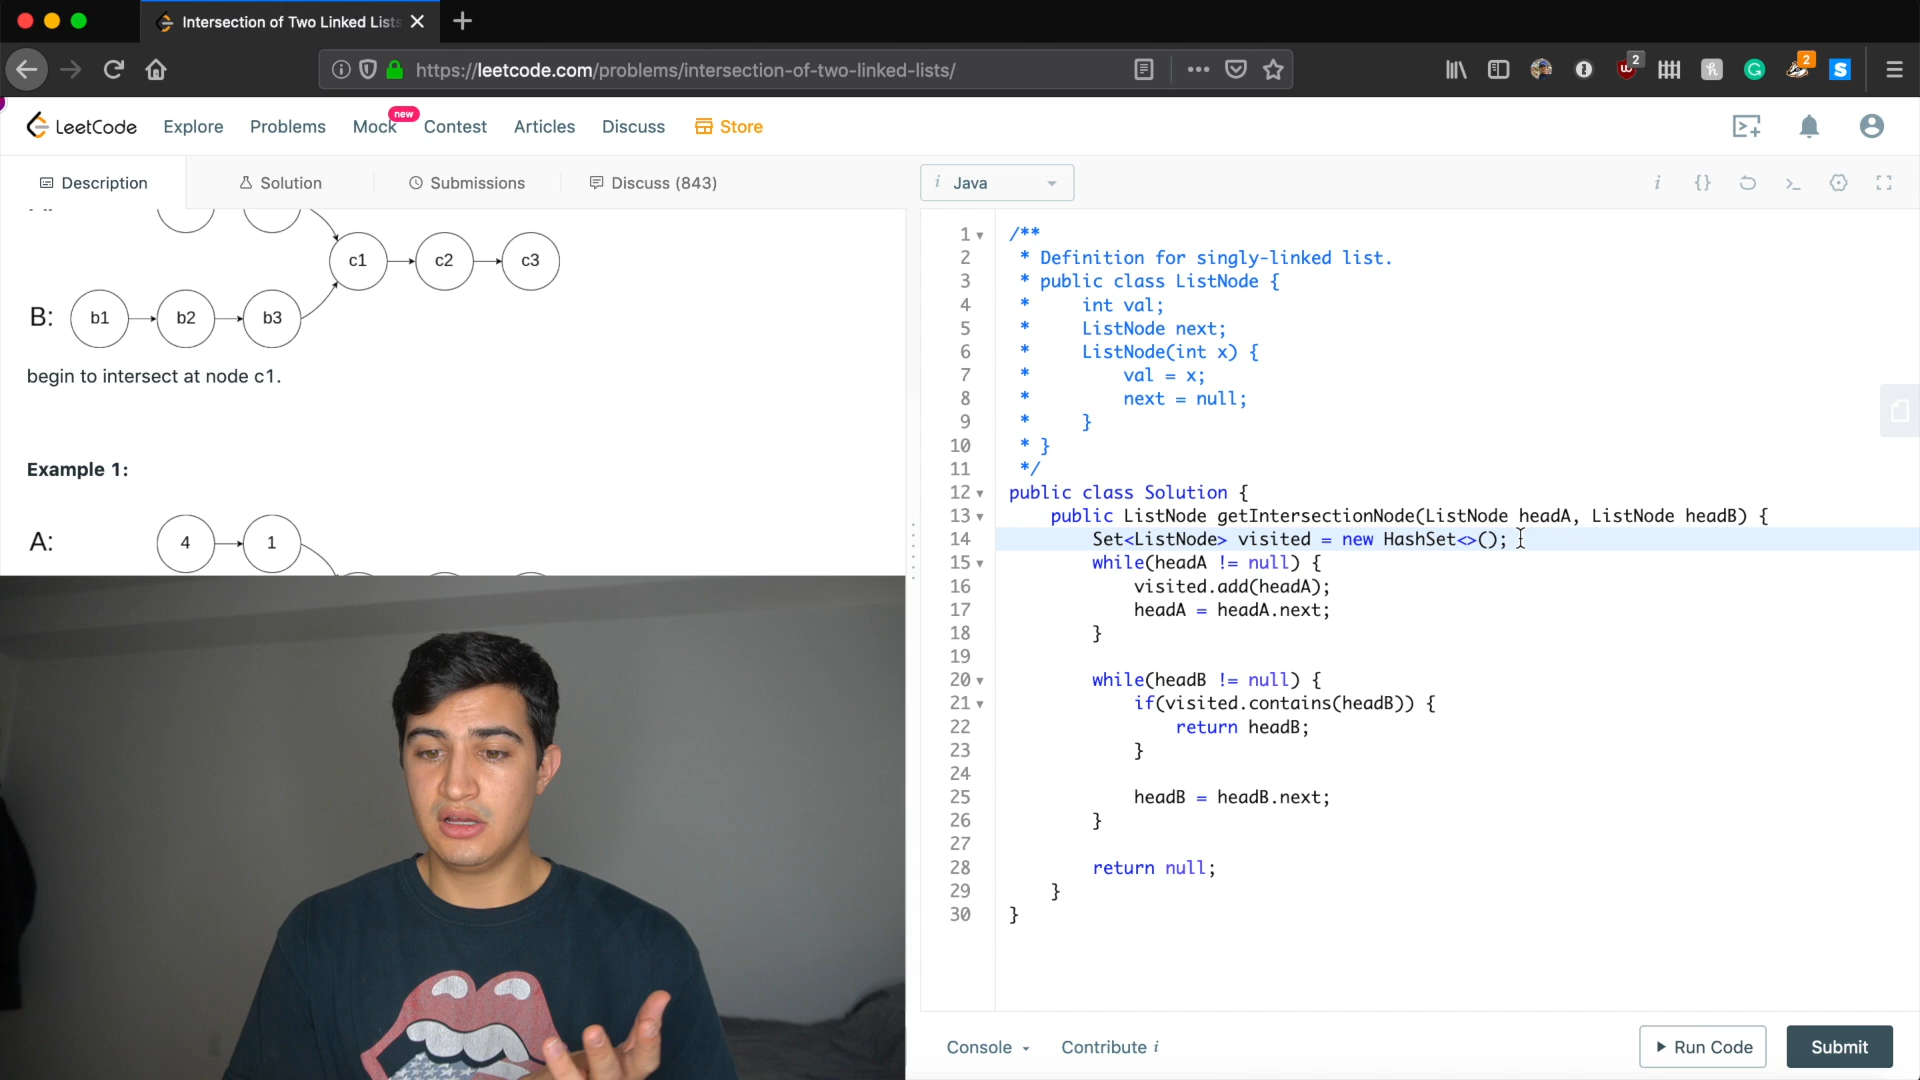 Intersection of Two Linked Lists
https://leetcode.com/problems/intersection-of-two-linked-lists/
2
2
LeetCode
Explore
Problems
Mock
new
Contest
Articles
Discuss
Store
Description
Solution
Submissions
Discuss (843)
i Java
c1
c2
c3
B:
b1
b2
b3
begin to intersect at node c1.
Example 1:
A:
4
1
1 /**
2 * Definition for singly-linked list.
3 * public class ListNode {
4 * int val;
5 * ListNode next;
6 * ListNode(int x) {
7 * val = x;
8 * next = null;
9 * }
10 * }
11 */
12 public class Solution {
13 public ListNode getIntersectionNode(ListNode headA, ListNode headB) {
14 Set<ListNode> visited = new HashSet<>();
15 while(headA != null) {
16 visited.add(headA);
17 headA = headA.next;
18 }
19
20 while(headB != null) {
21 if(visited.contains(headB)) {
22 return headB;
23 }
24
25 headB = headB.next;
26 }
27
28 return null;
29 }
30 }
Console
Contribute i
Run Code
Submit